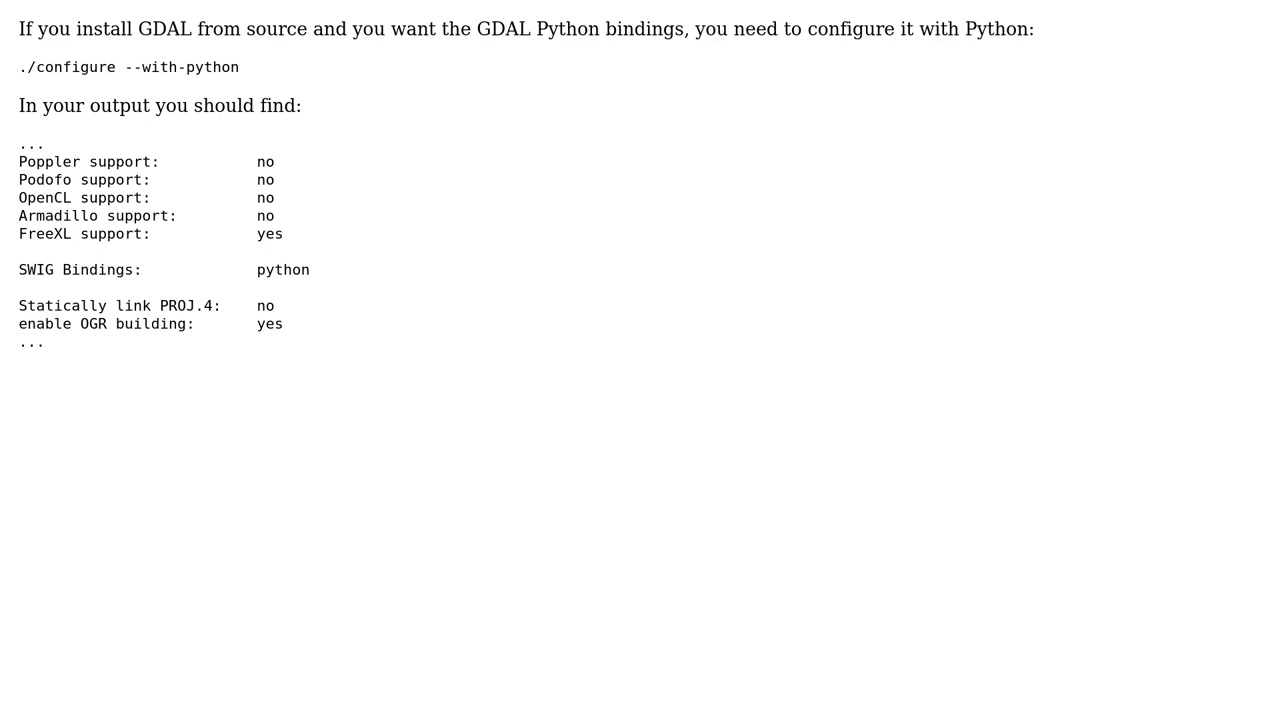 If you install GDAL from source and you want the GDAL Python bindings, you need to configure it with Python:
./configure --with-python
In your output you should find:
...
Poppler support:           no
Podofo support:            no
OpenCL support:            no
Armadillo support:         no
FreeXL support:            yes
SWIG Bindings:             python
Statically link PROJ.4:    no
enable OGR building:       yes
...